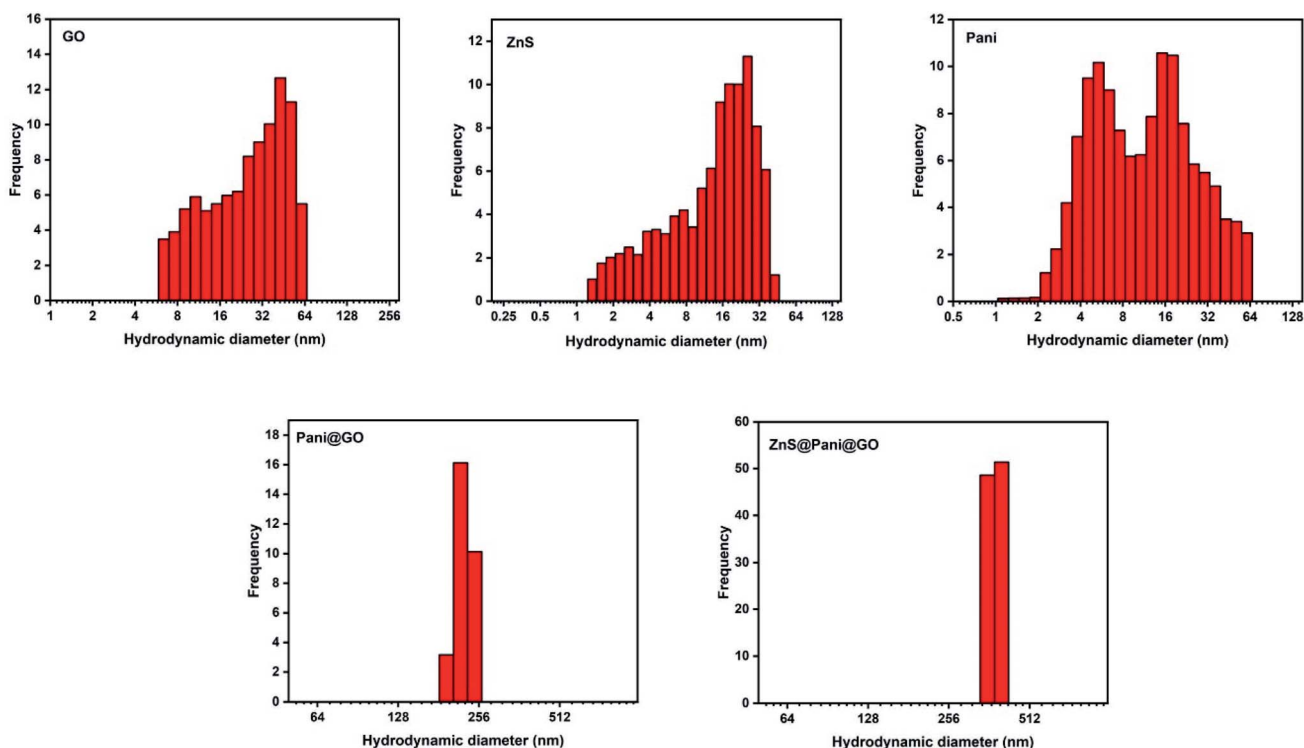 GO
16
14
12
10
8
6
4
2
0
Frequency
1 2 4 8 16 32 64 128 256
Hydrodynamic diameter (nm)
ZnS
12
10
8
6
4
2
0
Frequency
0.25 0.5 1 2 4 8 16 32 64 128
Hydrodynamic diameter (nm)
Pani
12
10
8
6
4
2
0
Frequency
0.5 1 2 4 8 16 32 64 128
Hydrodynamic diameter (nm)
Pani@GO
18
16
14
12
10
8
6
4
2
0
Frequency
64 128 256 512
Hydrodynamic diameter (nm)
ZnS@Pani@GO
60
50
40
30
20
10
0
Frequency
64 128 256 512
Hydrodynamic diameter (nm)